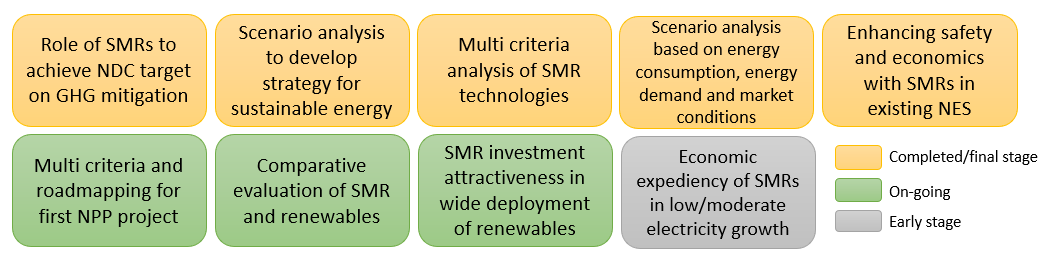 Role of SMRs to
achieve NDC target
on GHG mitigation
Scenario analysis
to develop
strategy for
sustainable energy
Multi criteria
analysis of SMR
technologies
Scenario analysis
based on energy
consumption, energy
demand and market
conditions
Enhancing safety
and economics
with SMRs in
existing NES
Multi criteria and
roadmapping for
first NPP project
Comparative
evaluation of SMR
and renewables
SMR investment
attractiveness in
wide deployment
of renewables
Economic
expediency of SMRs
in low/moderate
electricity growth
Completed/final stage
On-going
Early stage